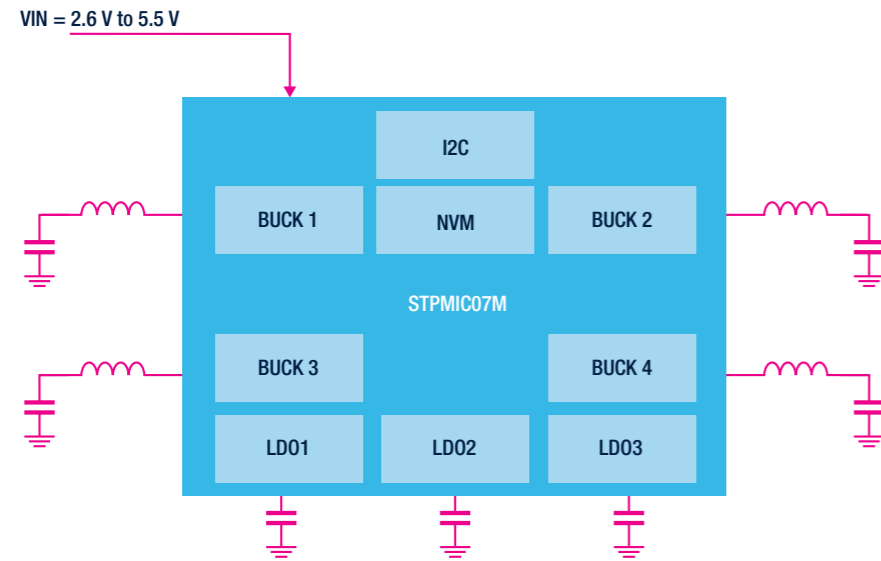 VIN = 2.6 V to 5.5 V
I2C
BUCK 1
NVM
BUCK 2
STPMIC07M
BUCK 3
BUCK 4
LDO1
LDO2
LDO3